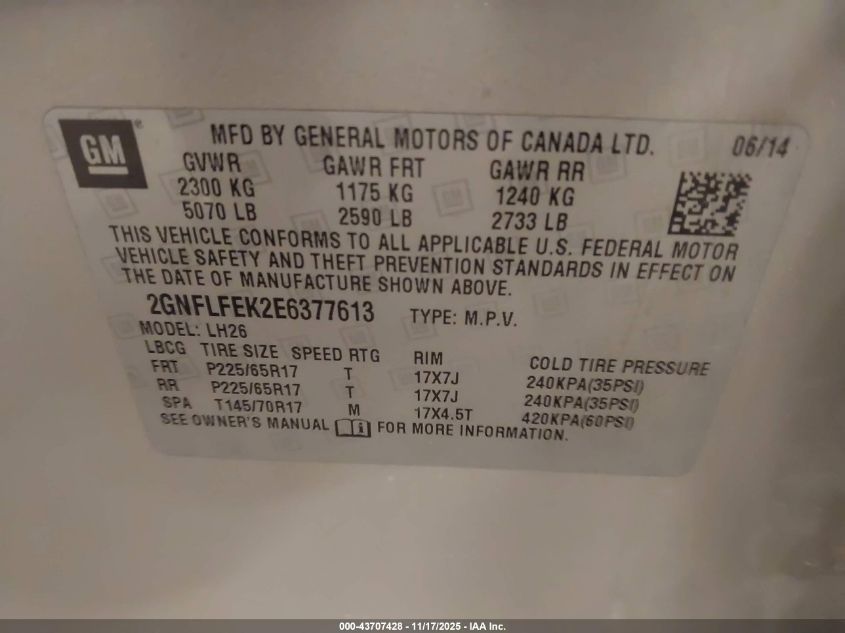 GM®
MFD BY GENERAL MOTORS OF CANADA LTD. 06/14
GVWR GAWR FRT GAWR RR
2300 KG 1175 KG 1240 KG
5070 LB 2590 LB 2733 LB
THIS VEHICLE CONFORMS TO ALL APPLICABLE U.S. FEDERAL MOTOR
VEHICLE SAFETY AND THEFT PREVENTION STANDARDS IN EFFECT ON
THE DATE OF MANUFACTURE SHOWN ABOVE.
2GNFLFEK2E6377613 TYPE: M.P.V.
MODEL: LH26
LBCG TIRE SIZE SPEED RTG RIM COLD TIRE PRESSURE
FRT P225/65R17 T 17X7J 240KPA(35PSI)
RR P225/65R17 T 17X7J 240KPA(35PSI)
SPA T145/70R17 M 17X4.5T 420KPA(60PSI)
SEE OWNER'S MANUAL i FOR MORE INFORMATION.
000-43707428 - 11/17/2025 - IAA Inc.